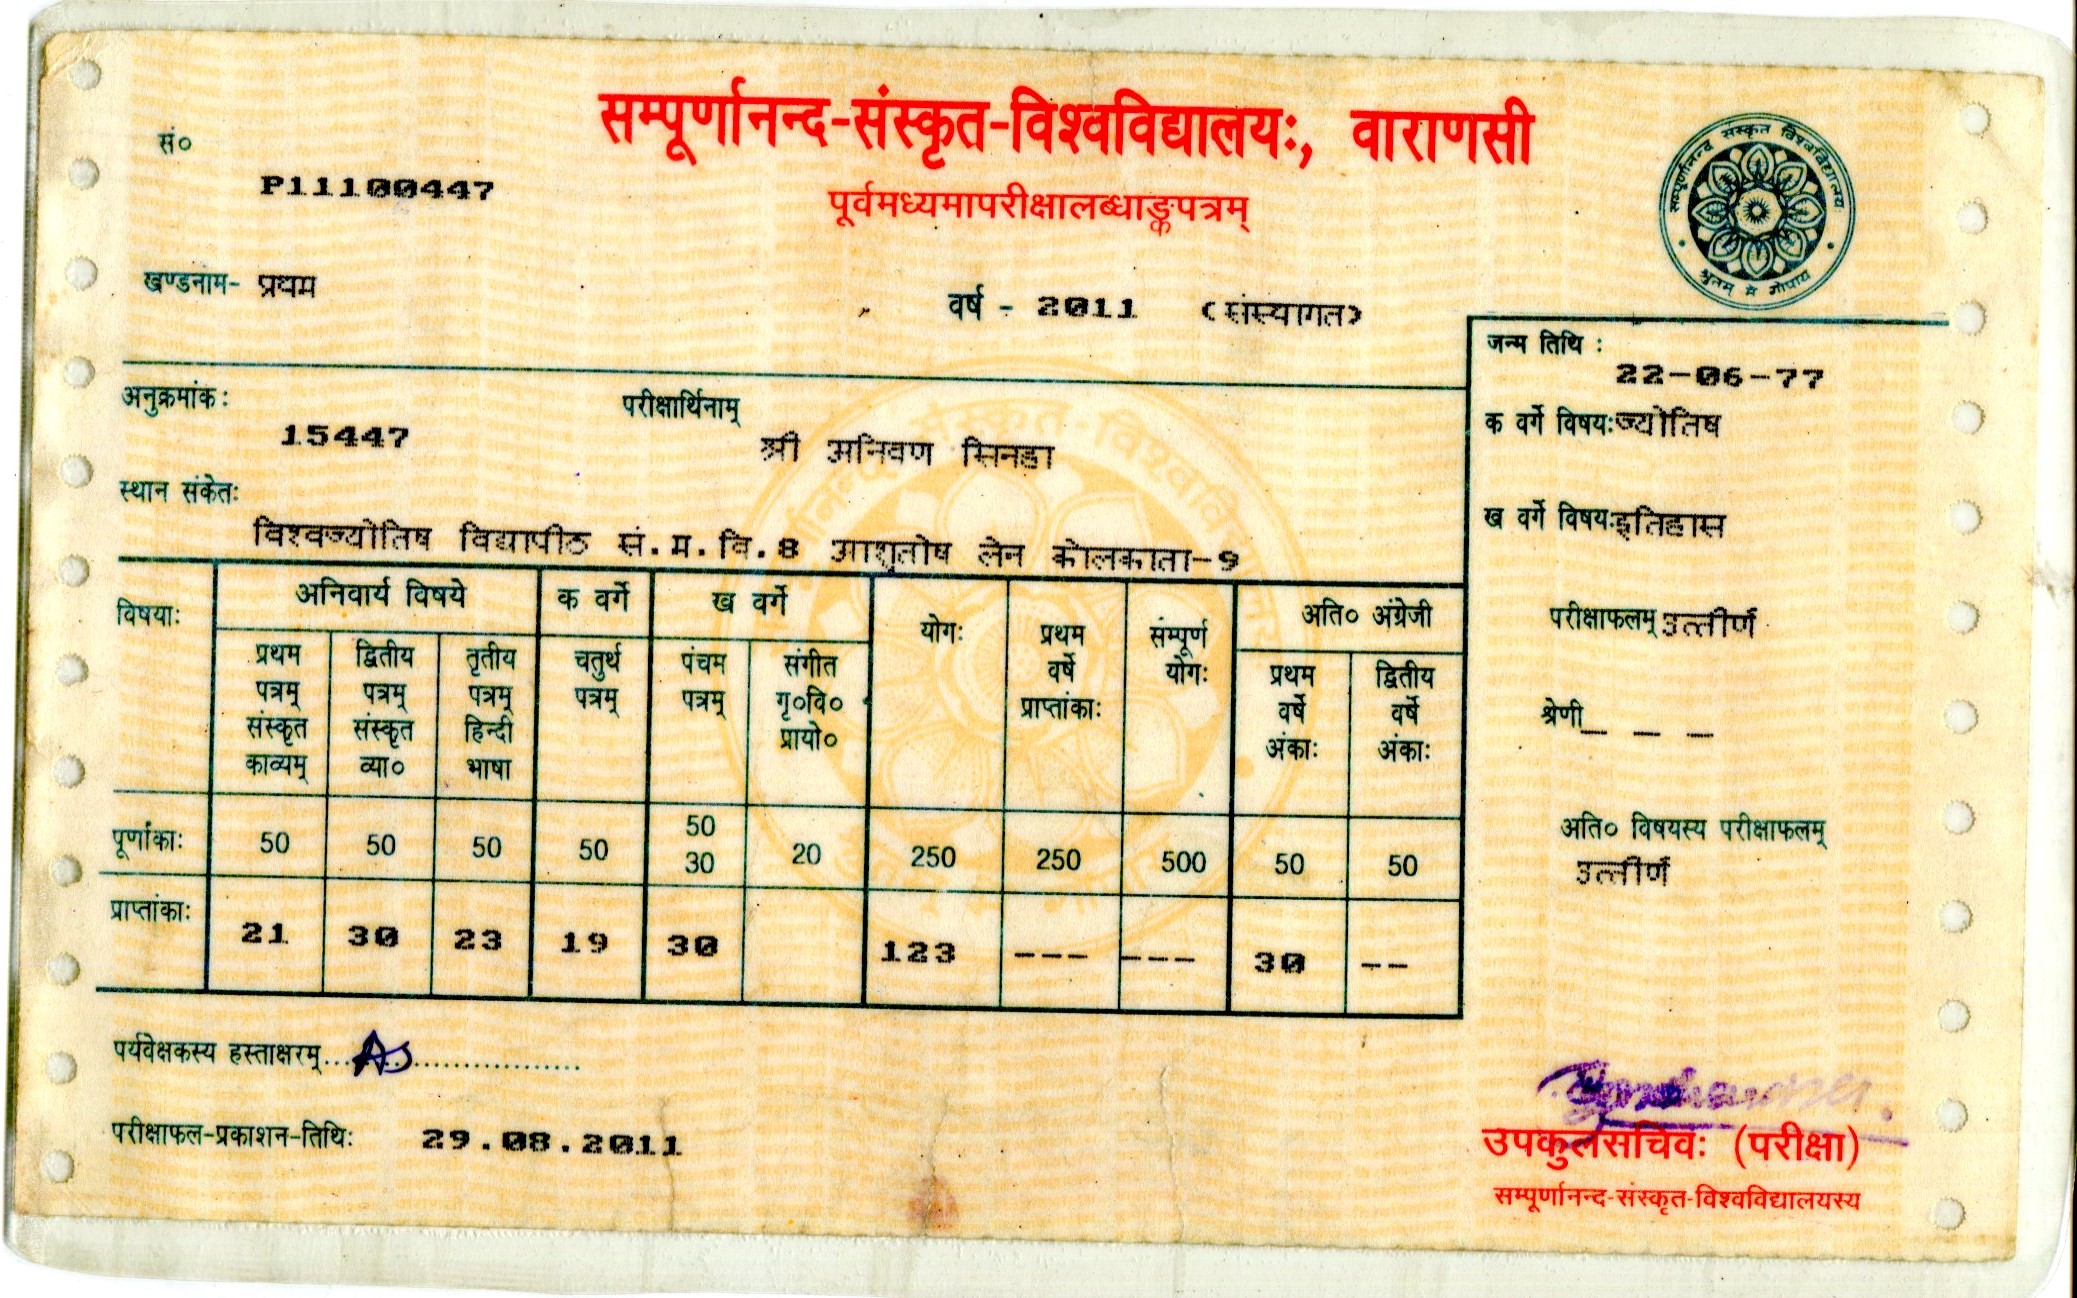 सम्पूर्णानन्द-संस्कृत-विश्वविद्यालयः, वाराणसी
सं०
P11100447
पूर्वमध्यमापरीक्षालब्धाङ्कपत्रम्
सम्पूर्णानन्द संस्कृत विश्वविद्यालयः
श्रुतम् मे गोपाय
खण्डनाम- प्रथम
वर्ष - 2011 (संस्थागत)
जन्म तिथि :
22-06-77
अनुक्रमांकः
15447
परीक्षार्थिनाम्
श्री अनिवण सिनहा
क वर्गे विषयः ज्योतिष
स्थान संकेतः
विश्वज्योतिष विद्यापीठ सं.म.वि.8 आशुतोष लेन कोलकाता-9
ख वर्गे विषयः इतिहास
विषयाः अनिवार्य विषये क वर्गे ख वर्गे योगः प्रथम वर्षे प्राप्तांकाः सम्पूर्ण योगः अति० अंग्रेजी
प्रथम पत्रम् संस्कृत काव्यम् द्वितीय पत्रम् संस्कृत व्या० तृतीय पत्रम् हिन्दी भाषा चतुर्थ पत्रम् पंचम पत्रम् संगीत गृ०वि० प्रायो० प्रथम वर्षे अंकाः द्वितीय वर्षे अंकाः
परीक्षाफलम् उत्तीर्ण
श्रेणी _ _ _
पूर्णांकाः 50 50 50 50 50 30 20 250 250 500 50 50
अति० विषयस्य परीक्षाफलम्
उत्तीर्ण
प्राप्तांकाः 21 30 23 19 30 123 --- --- 30 --
पर्यवेक्षकस्य हस्ताक्षरम्............................
परीक्षाफल-प्रकाशन-तिथिः 29.08.2011
उपकुलसचिवः (परीक्षा)
सम्पूर्णानन्द-संस्कृत-विश्वविद्यालयस्य